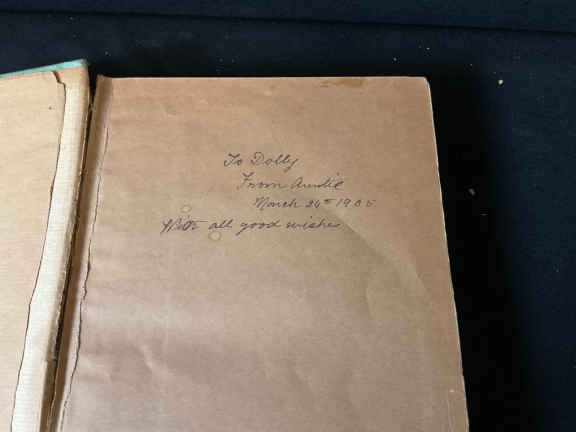 To Dolly
From Auntie
March 24th 1905
With all good wishes